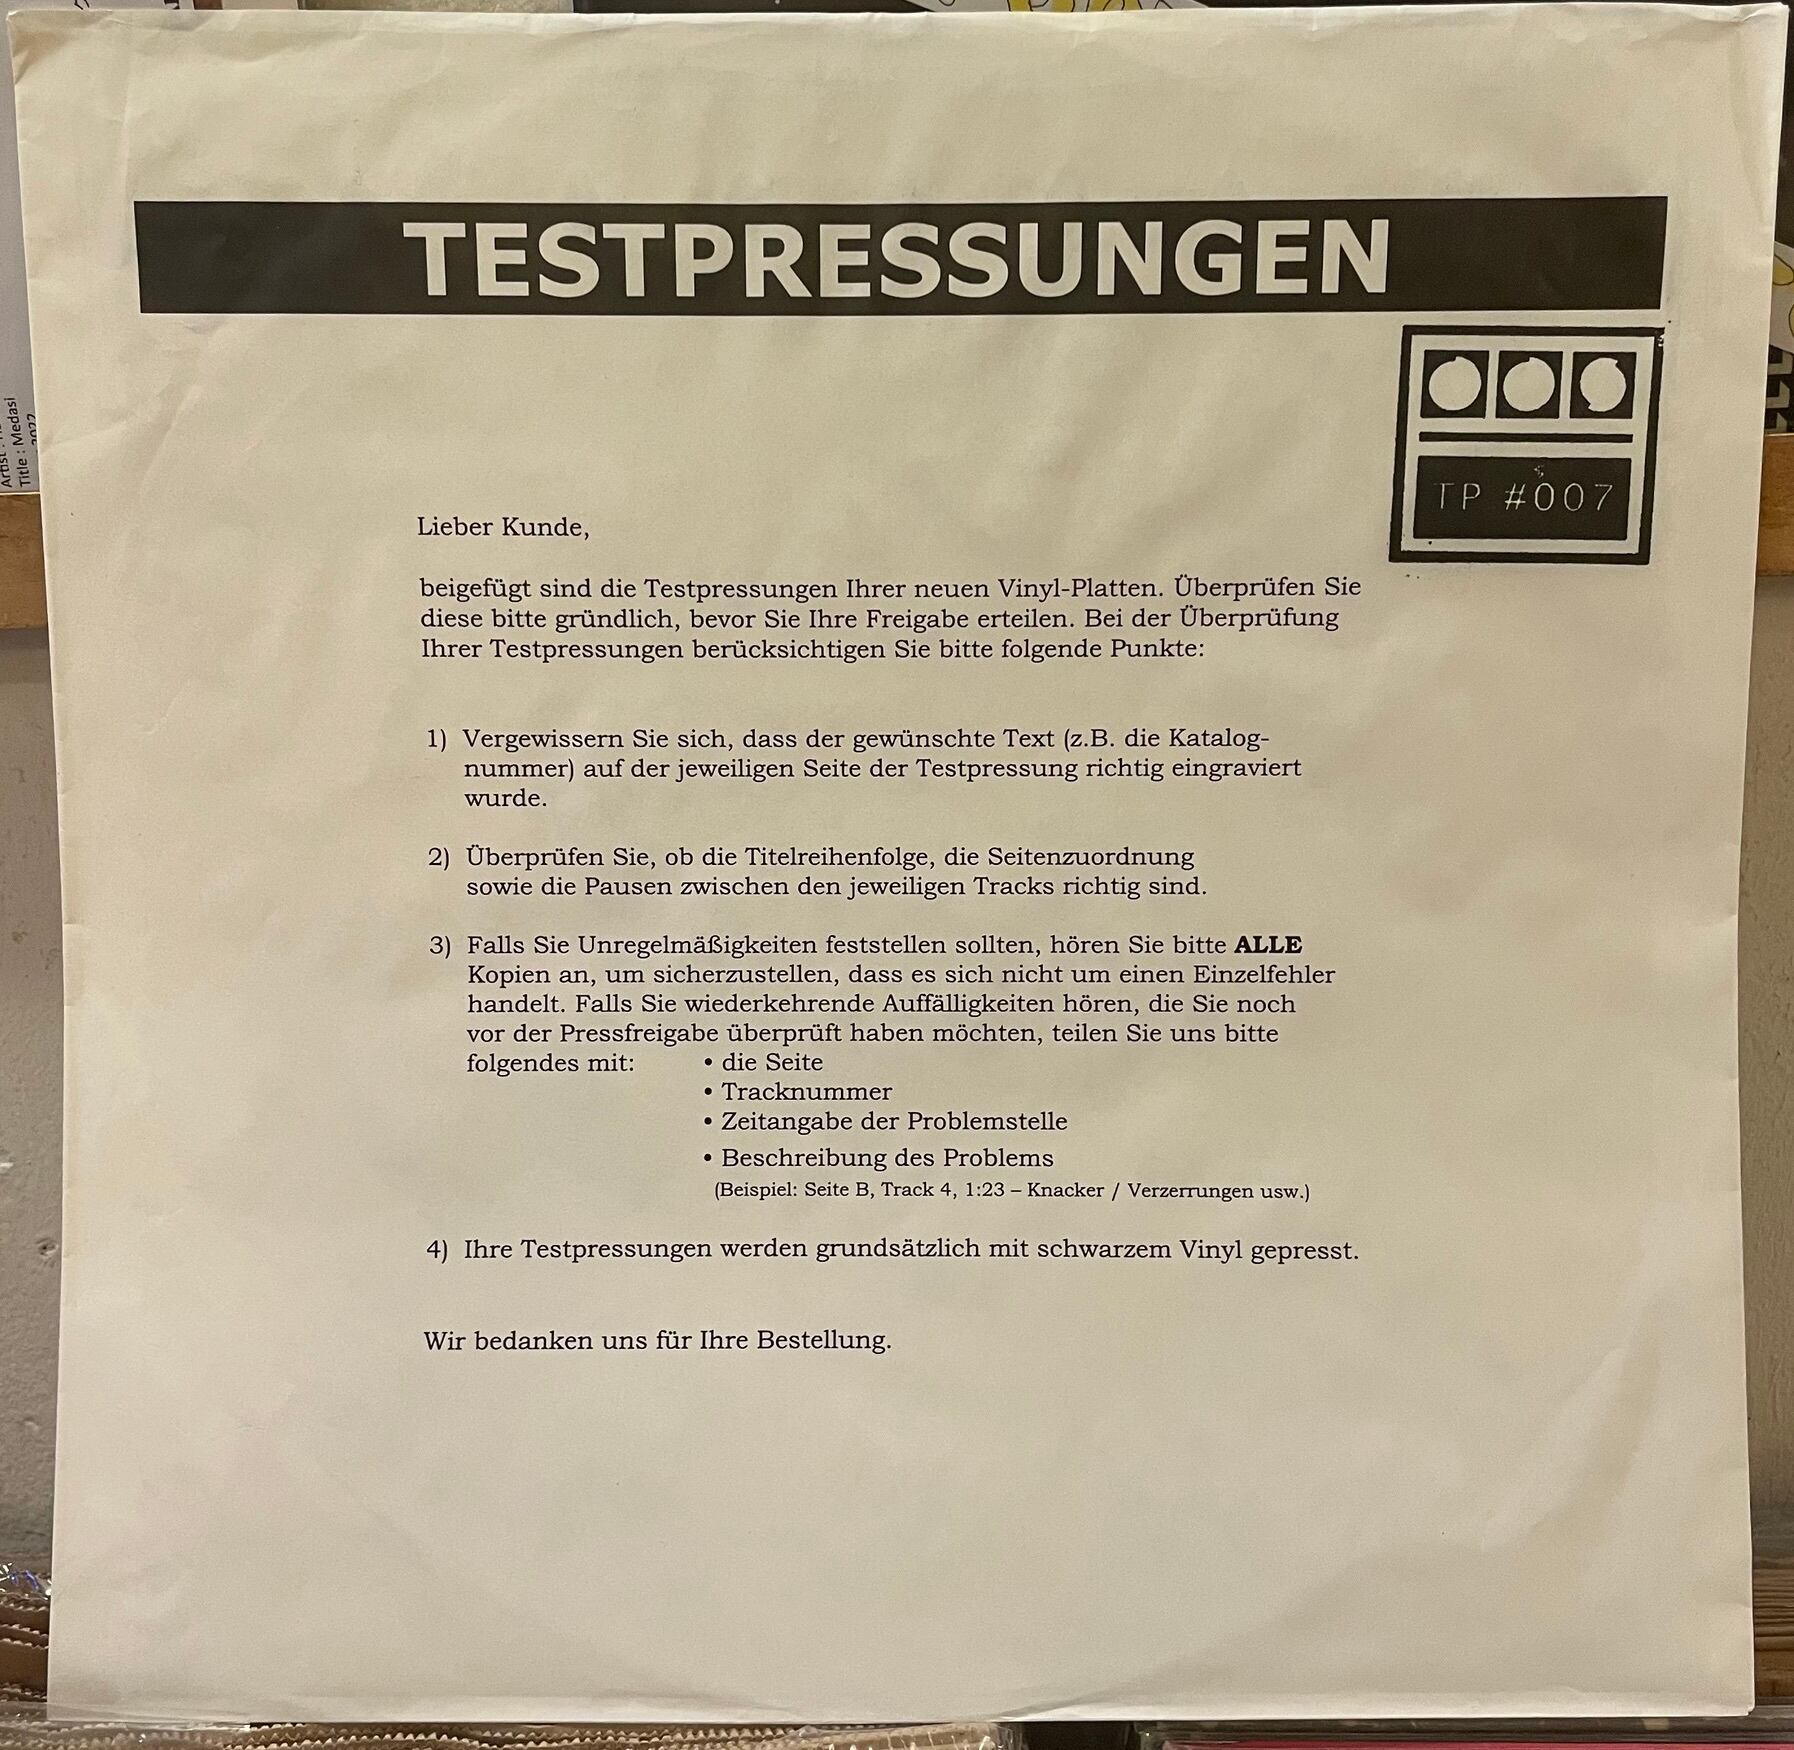 TESTPRESSUNGEN
TP #007
Lieber Kunde,
beigefügt sind die Testpressungen Ihrer neuen Vinyl-Platten. Überprüfen Sie
diese bitte gründlich, bevor Sie Ihre Freigabe erteilen. Bei der Überprüfung
Ihrer Testpressungen berücksichtigen Sie bitte folgende Punkte:
1) Vergewissern Sie sich, dass der gewünschte Text (z.B. die Katalog-
nummer) auf der jeweiligen Seite der Testpressung richtig eingraviert
wurde.
2) Überprüfen Sie, ob die Titelreihenfolge, die Seitenzuordnung
sowie die Pausen zwischen den jeweiligen Tracks richtig sind.
3) Falls Sie Unregelmäßigkeiten feststellen sollten, hören Sie bitte ALLE
Kopien an, um sicherzustellen, dass es sich nicht um einen Einzelfehler
handelt. Falls Sie wiederkehrende Auffälligkeiten hören, die Sie noch
vor der Pressfreigabe überprüft haben möchten, teilen Sie uns bitte
folgendes mit: • die Seite
• Tracknummer
• Zeitangabe der Problemstelle
• Beschreibung des Problems
(Beispiel: Seite B, Track 4, 1:23 – Knacker / Verzerrungen usw.)
4) Ihre Testpressungen werden grundsätzlich mit schwarzem Vinyl gepresst.
Wir bedanken uns für Ihre Bestellung.
Artist :
Title : Medasi
2022